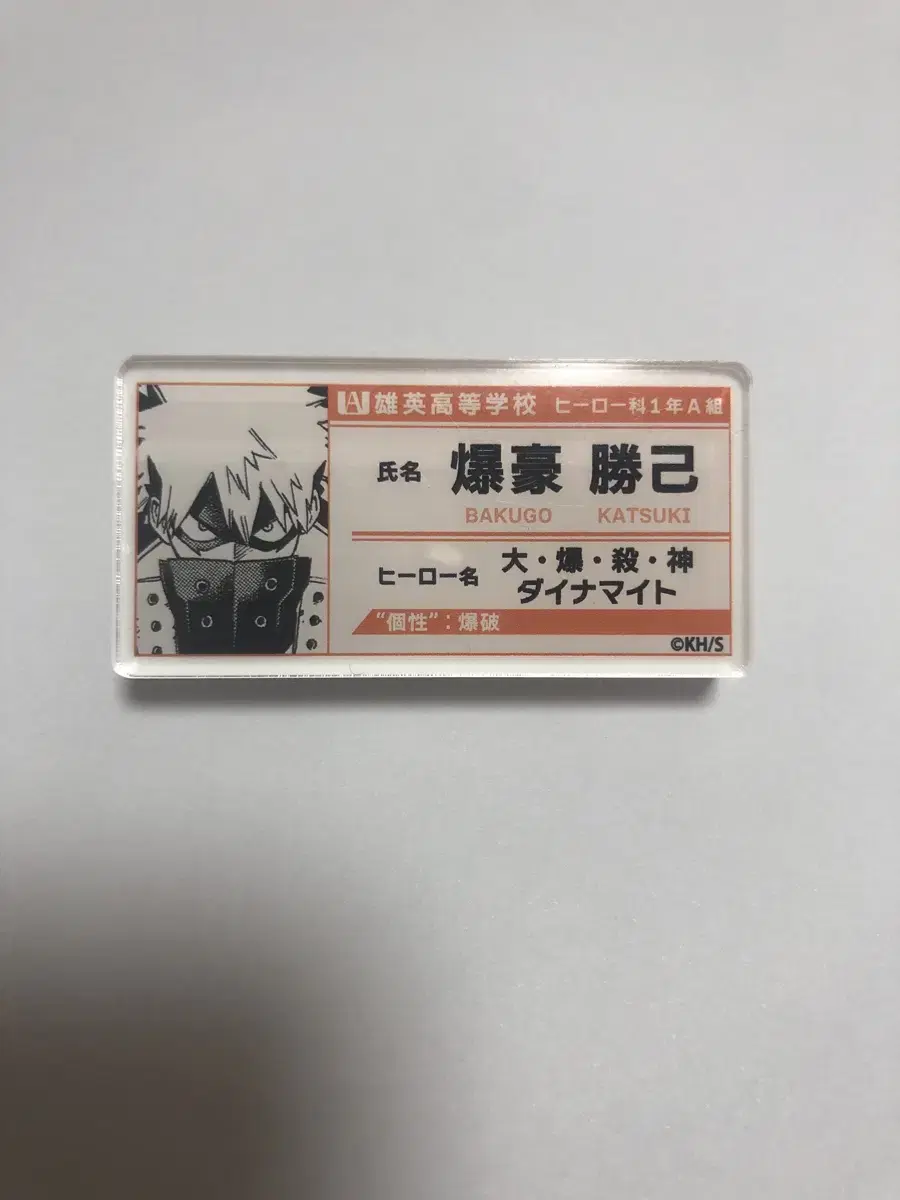 UA 雄英高等学校 ヒーロー科1年A組
氏名 爆豪 勝己
BAKUGO KATSUKI
ヒーロー名 大・爆・殺・神
ダイナマイト
“個性”：爆破
©KH/S